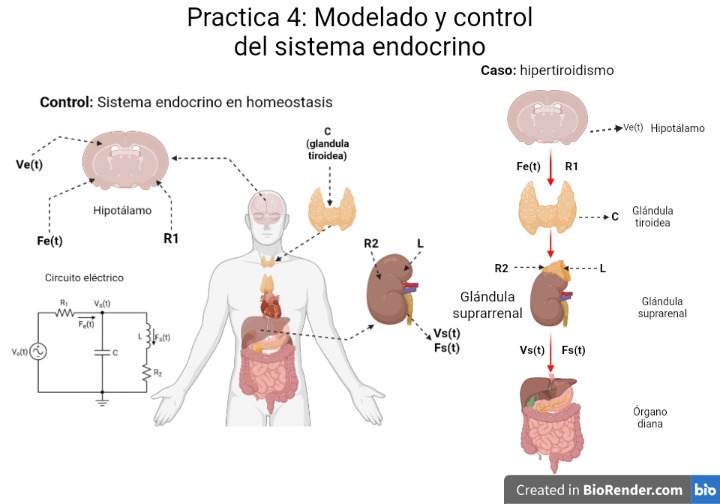 Practica 4: Modelado y control
del sistema endocrino
Control: Sistema endocrino en homeostasis
Ve(t)
Fe(t)
Hipotálamo
R1
C
(glandula
tiroidea)
R2
L
Vs(t)
Fs(t)
Circuito eléctrico
R₁
Vₛ(t)
Fₑ(t)
Vₑ(t)
C
L
Fₛ(t)
R₂
Caso: hipertiroidismo
Ve(t) Hipotálamo
Fe(t) R1
C
Glándula
tiroidea
R2
L
Glándula
suprarrenal
Glándula
suprarenal
Vs(t) Fs(t)
Órgano
diana
Created in BioRender.com bio